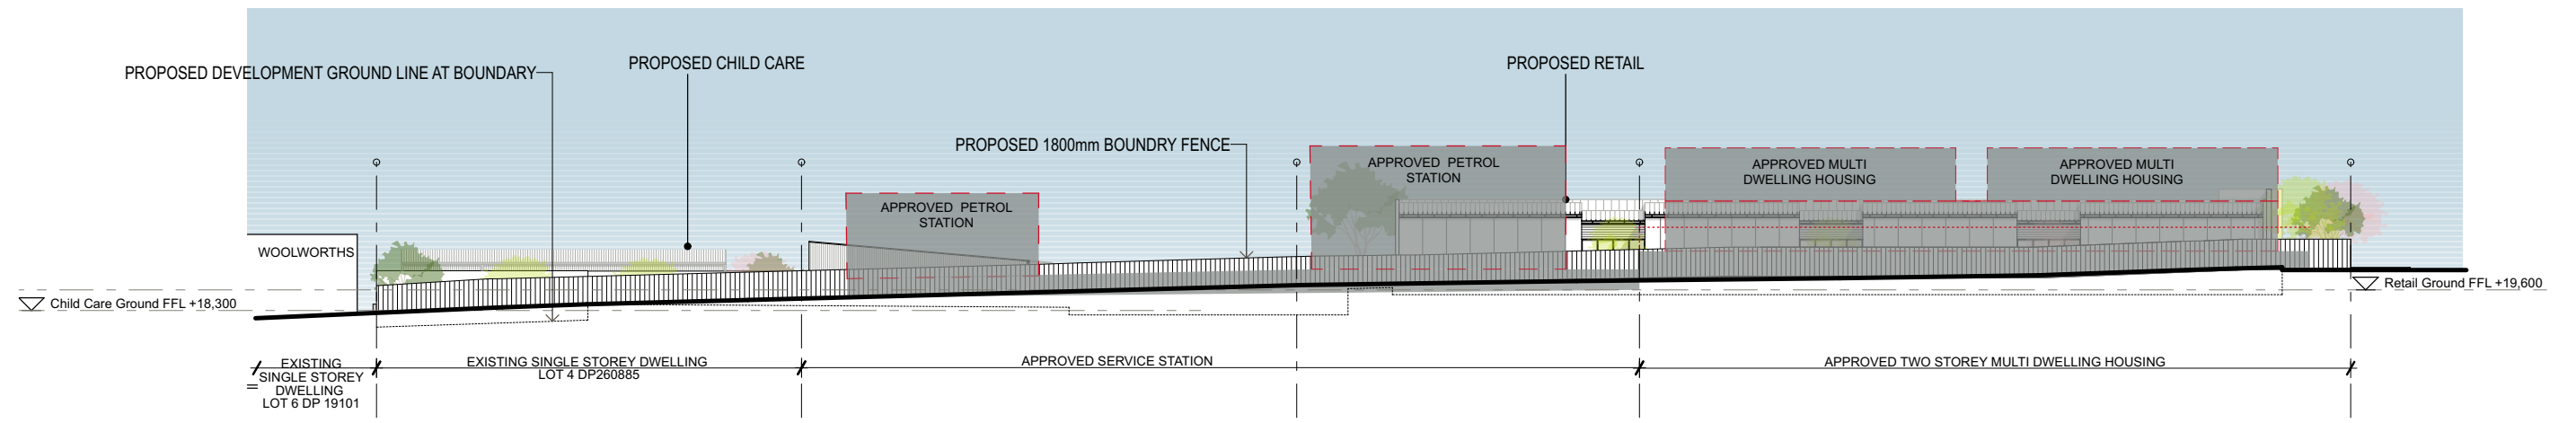 PROPOSED DEVELOPMENT GROUND LINE AT BOUNDARY
PROPOSED CHILD CARE
PROPOSED RETAIL
PROPOSED 1800mm BOUNDRY FENCE
APPROVED PETROL
STATION
APPROVED PETROL
STATION
APPROVED MULTI
DWELLING HOUSING
APPROVED MULTI
DWELLING HOUSING
WOOLWORTHS
Child Care Ground FFL +18,300
Retail Ground FFL +19,600
EXISTING
SINGLE STOREY
DWELLING
LOT 6 DP 19101
EXISTING SINGLE STOREY DWELLING
LOT 4 DP260885
APPROVED SERVICE STATION
APPROVED TWO STOREY MULTI DWELLING HOUSING